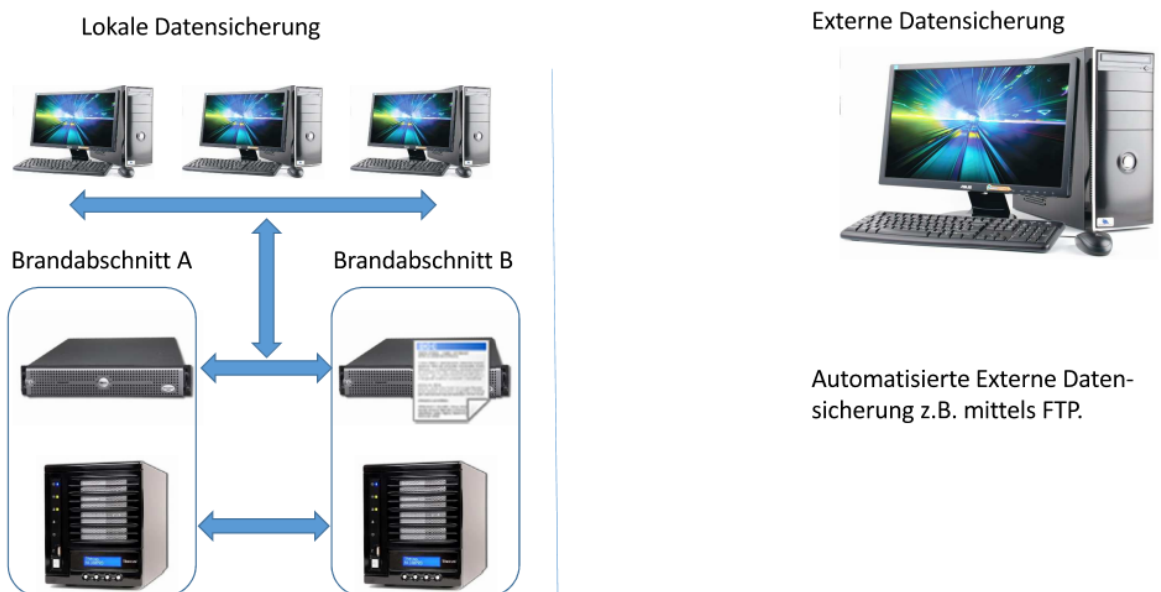 Lokale Datensicherung
Externe Datensicherung
Brandabschnitt A
Brandabschnitt B
Automatisierte Externe Daten-
sicherung z.B. mittels FTP.